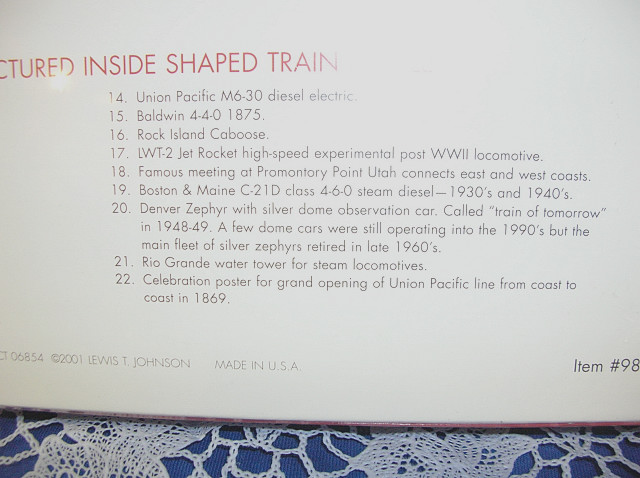 CTURED INSIDE SHAPED TRAIN
14. Union Pacific M6-30 diesel electric.
15. Baldwin 4-4-0 1875.
16. Rock Island Caboose.
17. LWT-2 Jet Rocket high-speed experimental post WWII locomotive.
18. Famous meeting at Promontory Point Utah connects east and west coasts.
19. Boston & Maine C-21D class 4-6-0 steam diesel—1930's and 1940's.
20. Denver Zephyr with silver dome observation car. Called "train of tomorrow"
in 1948-49. A few dome cars were still operating into the 1990's but the
main fleet of silver zephyrs retired in late 1960's.
21. Rio Grande water tower for steam locomotives.
22. Celebration poster for grand opening of Union Pacific line from coast to
coast in 1869.
CT 06854 ©2001 LEWIS T. JOHNSON MADE IN U.S.A. Item #98